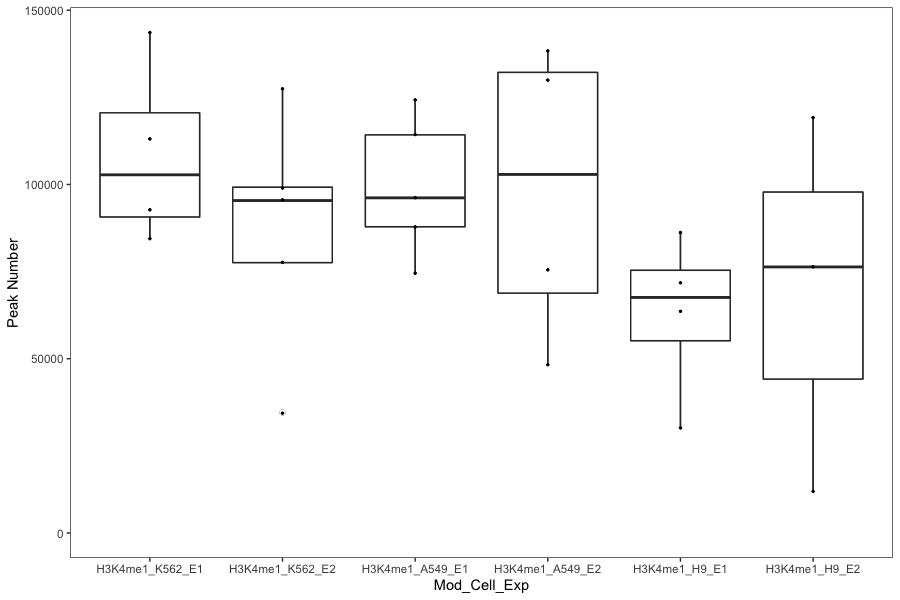 150000
100000
50000
0
Peak Number
H3K4me1_K562_E1 H3K4me1_K562_E2 H3K4me1_A549_E1 H3K4me1_A549_E2 H3K4me1_H9_E1 H3K4me1_H9_E2
Mod_Cell_Exp